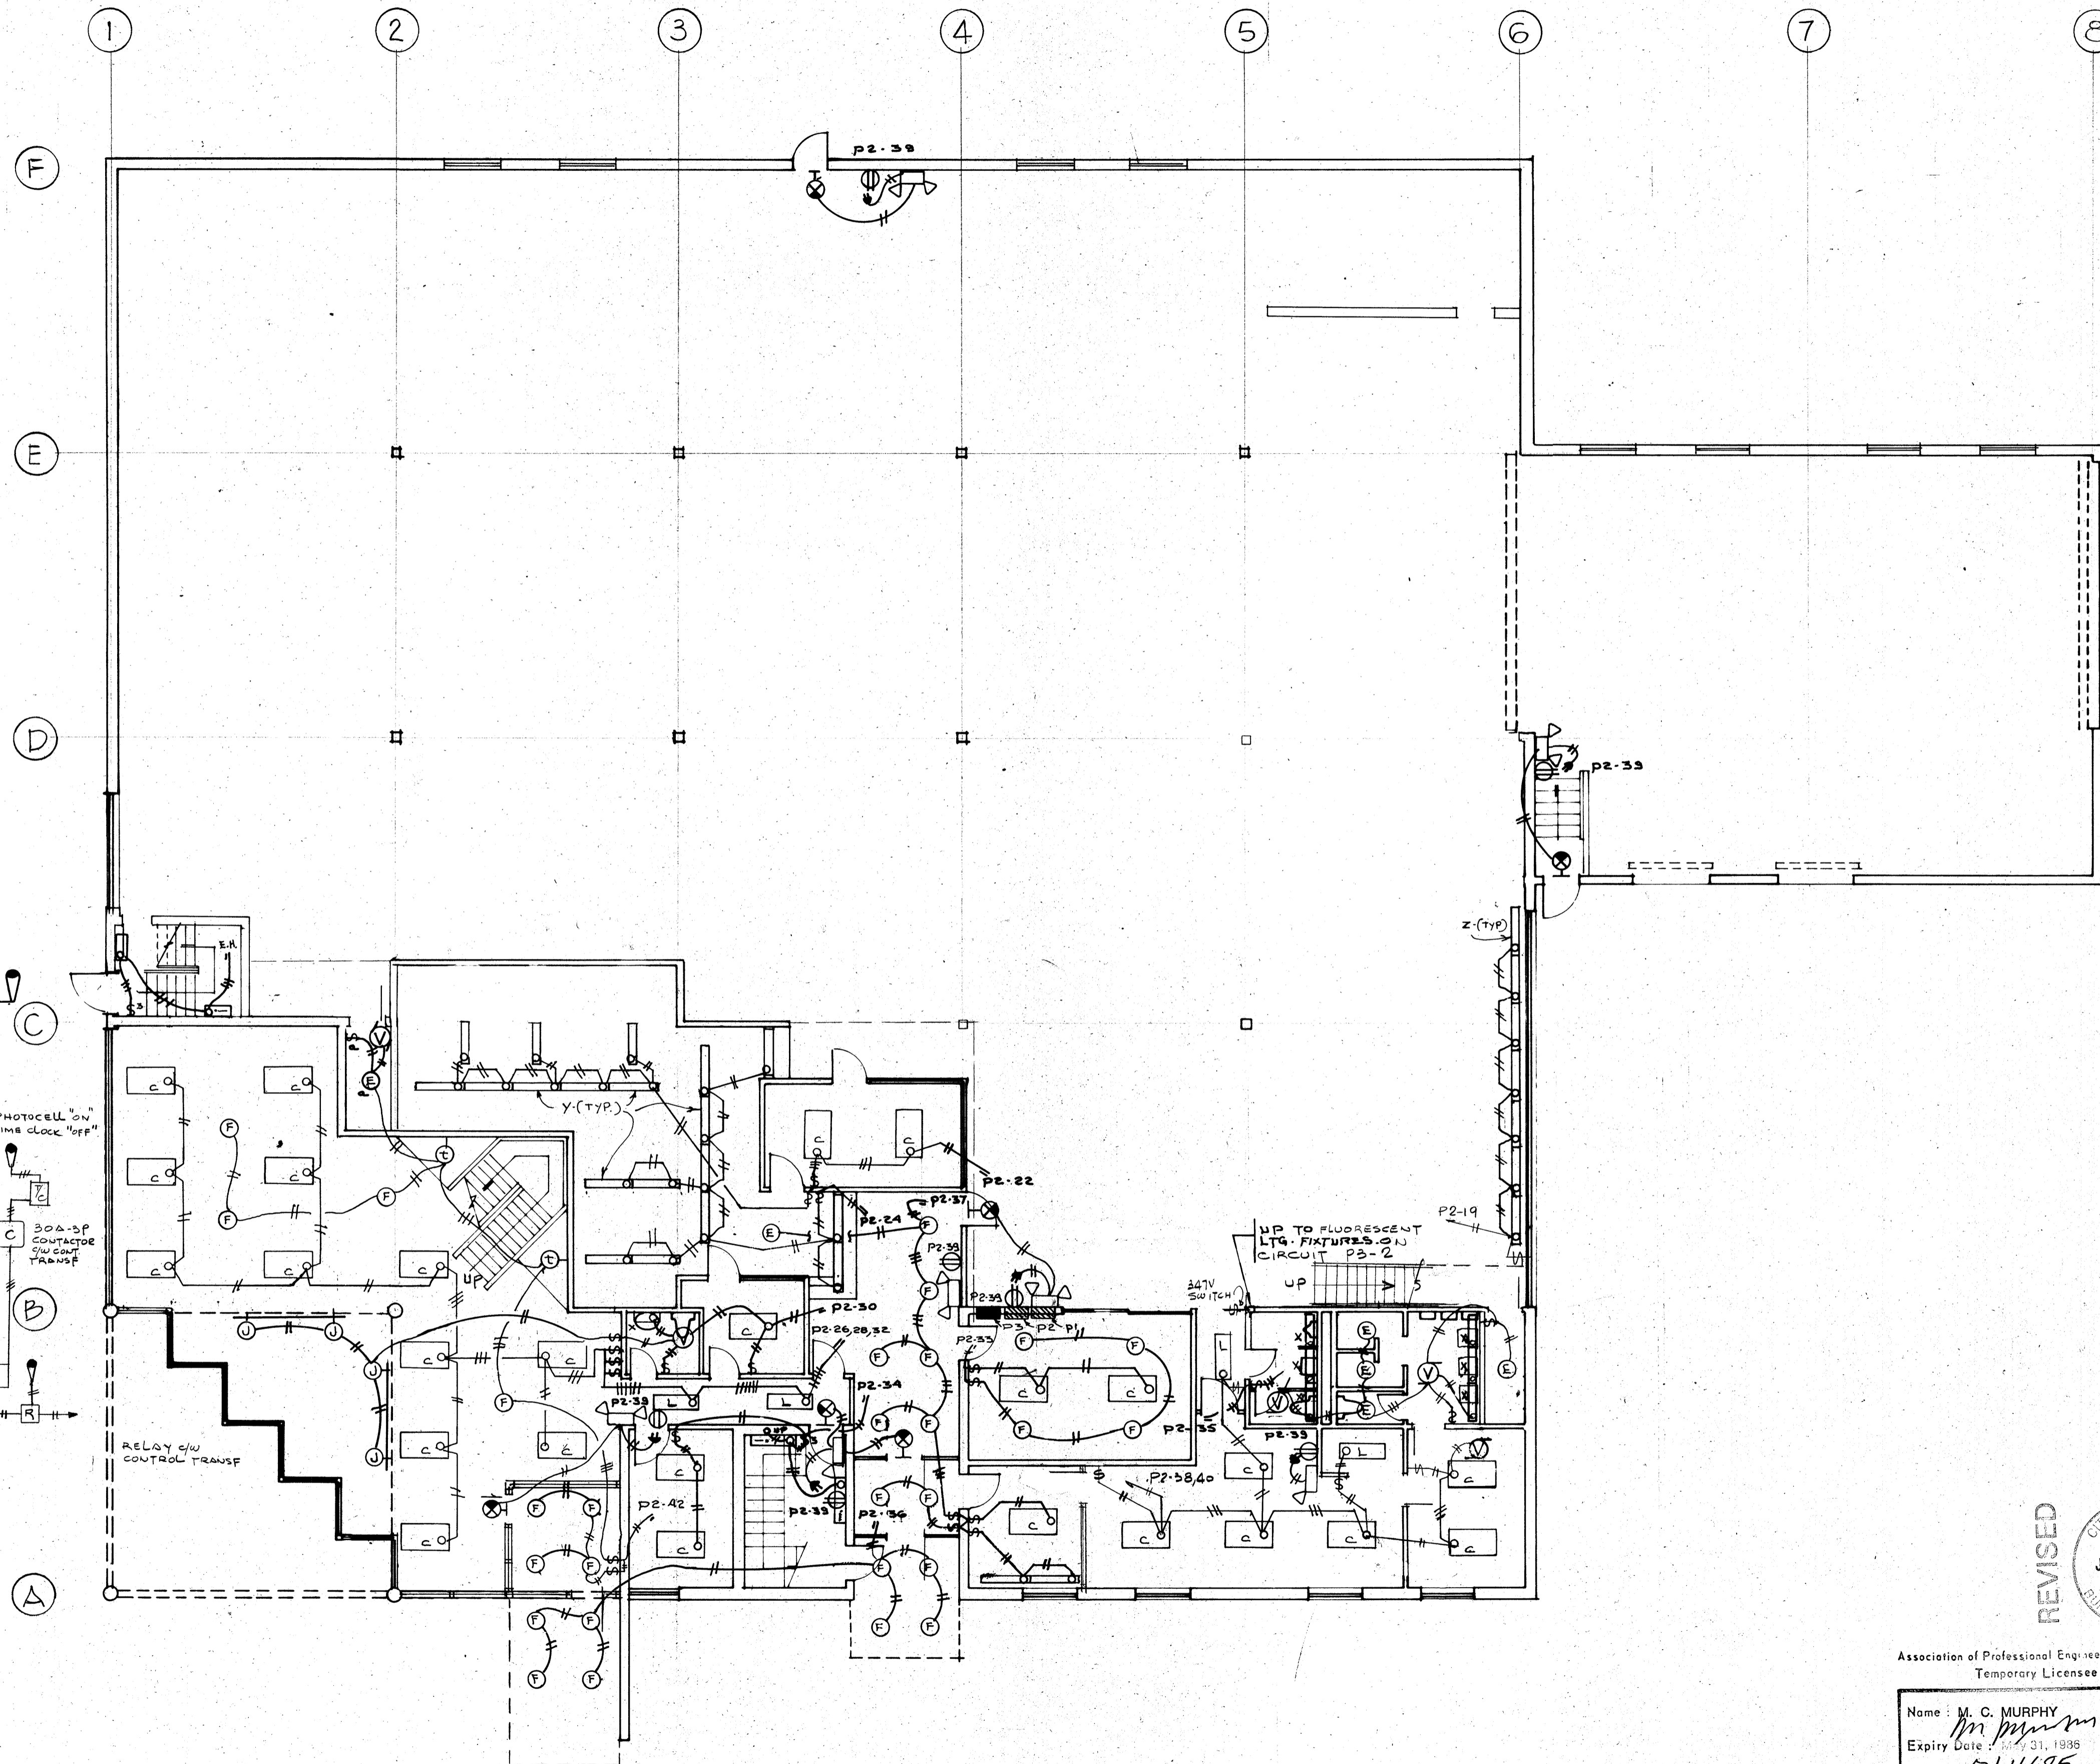 1 2 3 4 5 6 7 8
F
P2-39
E
D
P2-39
Z-(TYP)
E.H.
C
PHOTOCELL "ON"
TIME CLOCK "OFF"
T/C
C
30A-3P
CONTACTOR
C/W CONT.
TRANSF
Y-(TYP.)
P2-22
P2-37
P2-24
P2-39
P2-19
UP TO FLUORESCENT
LTG. FIXTURES ON
CIRCUIT P3-2
UP
UP
347V
SWITCH
B
P2-30
P2-39
P3 P2 P1
P2-26,28,32
P2-33
P2-34
P2-39
P2-35
P2-39
R
RELAY C/W
CONTROL TRANSF
P2-38,40
P2-42
P2-39
P2-36
A
REVISED
Association of Professional Enginee
Temporary Licensee
Name : M. C. MURPHY
Expiry Date : May 31, 1986